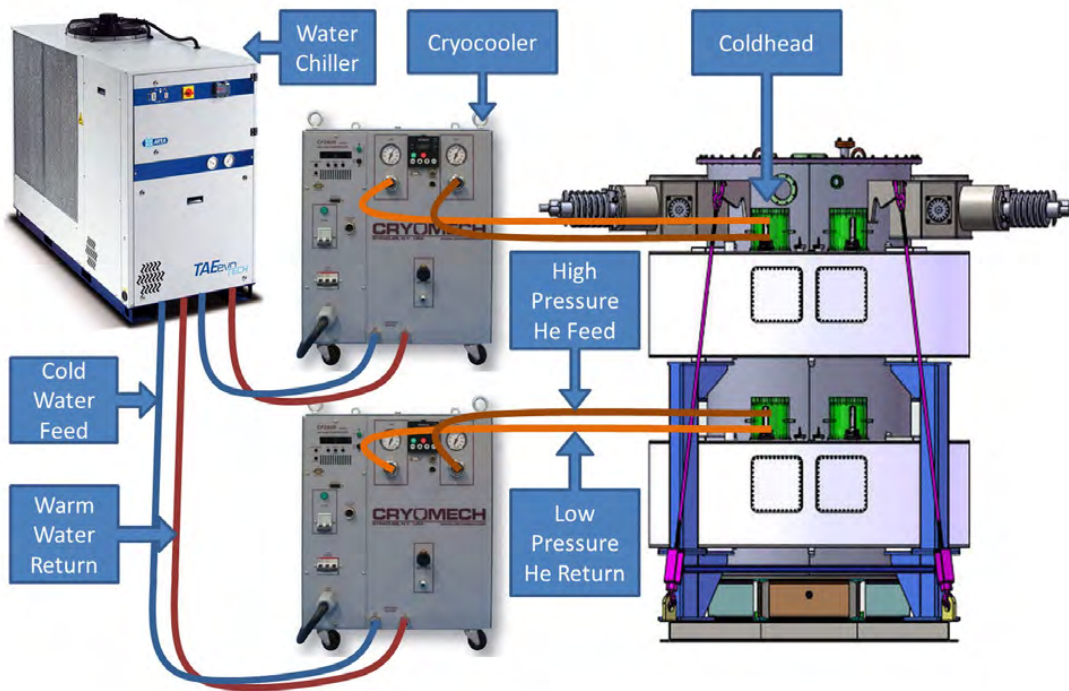 Water
Chiller
Cryocooler
Coldhead
CRYOMECH
TAEevo
TECH
High
Pressure
He Feed
Cold
Water
Feed
CRYOMECH
Warm
Water
Return
Low
Pressure
He Return